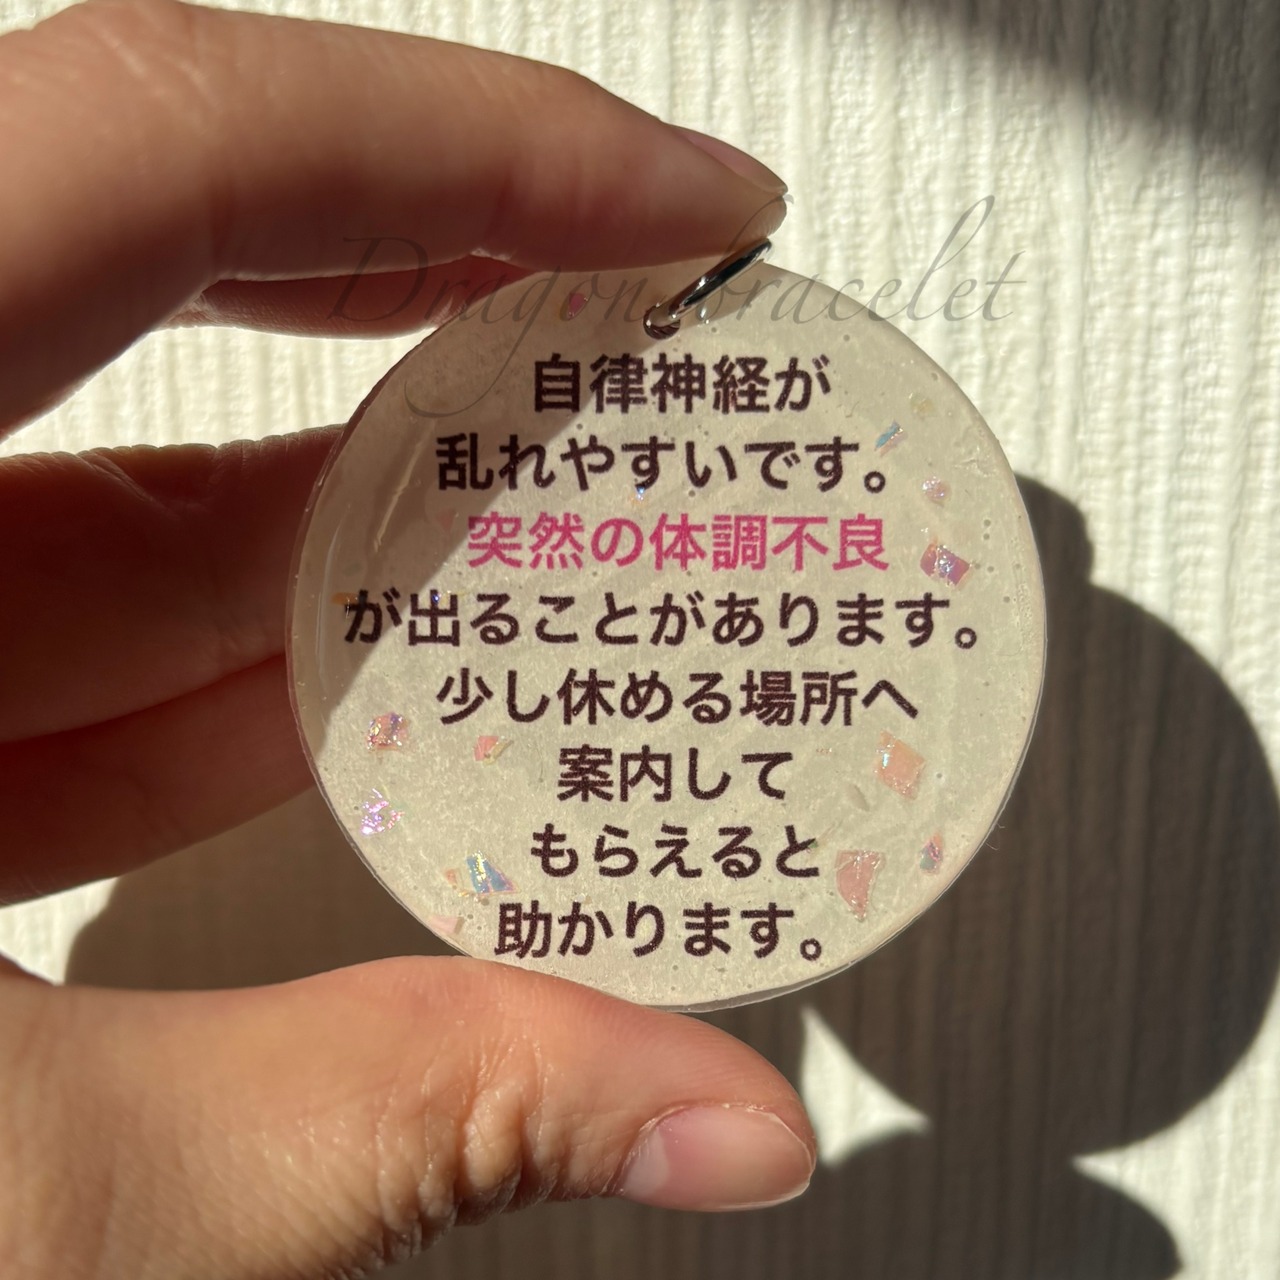 Dragon bracelet
自律神経が
乱れやすいです。
突然の体調不良
が出ることがあります。
少し休める場所へ
案内して
もらえると
助かります。